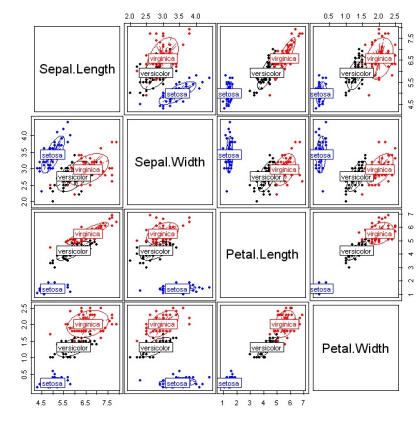 2.0 2.5 3.0 3.5 4.0
0.5 1.0 1.5 2.0 2.5
Sepal.Length
virginica
versicolor
setosa
virginica
versicolor
setosa
virginica
versicolor
setosa
4.5 5.5 6.5 7.5
2.0 2.5 3.0 3.5 4.0
setosa
virginica
versicolor
Sepal.Width
setosa
virginica
versicolor
setosa
virginica
versicolor
virginica
versicolor
setosa
virginica
versicolor
setosa
Petal.Length
virginica
versicolor
setosa
1 2 3 4 5 6 7
0.5 1.0 1.5 2.0 2.5
virginica
versicolor
setosa
virginica
versicolor
setosa
virginica
versicolor
setosa
Petal.Width
4.5 5.5 6.5 7.5
1 2 3 4 5 6 7